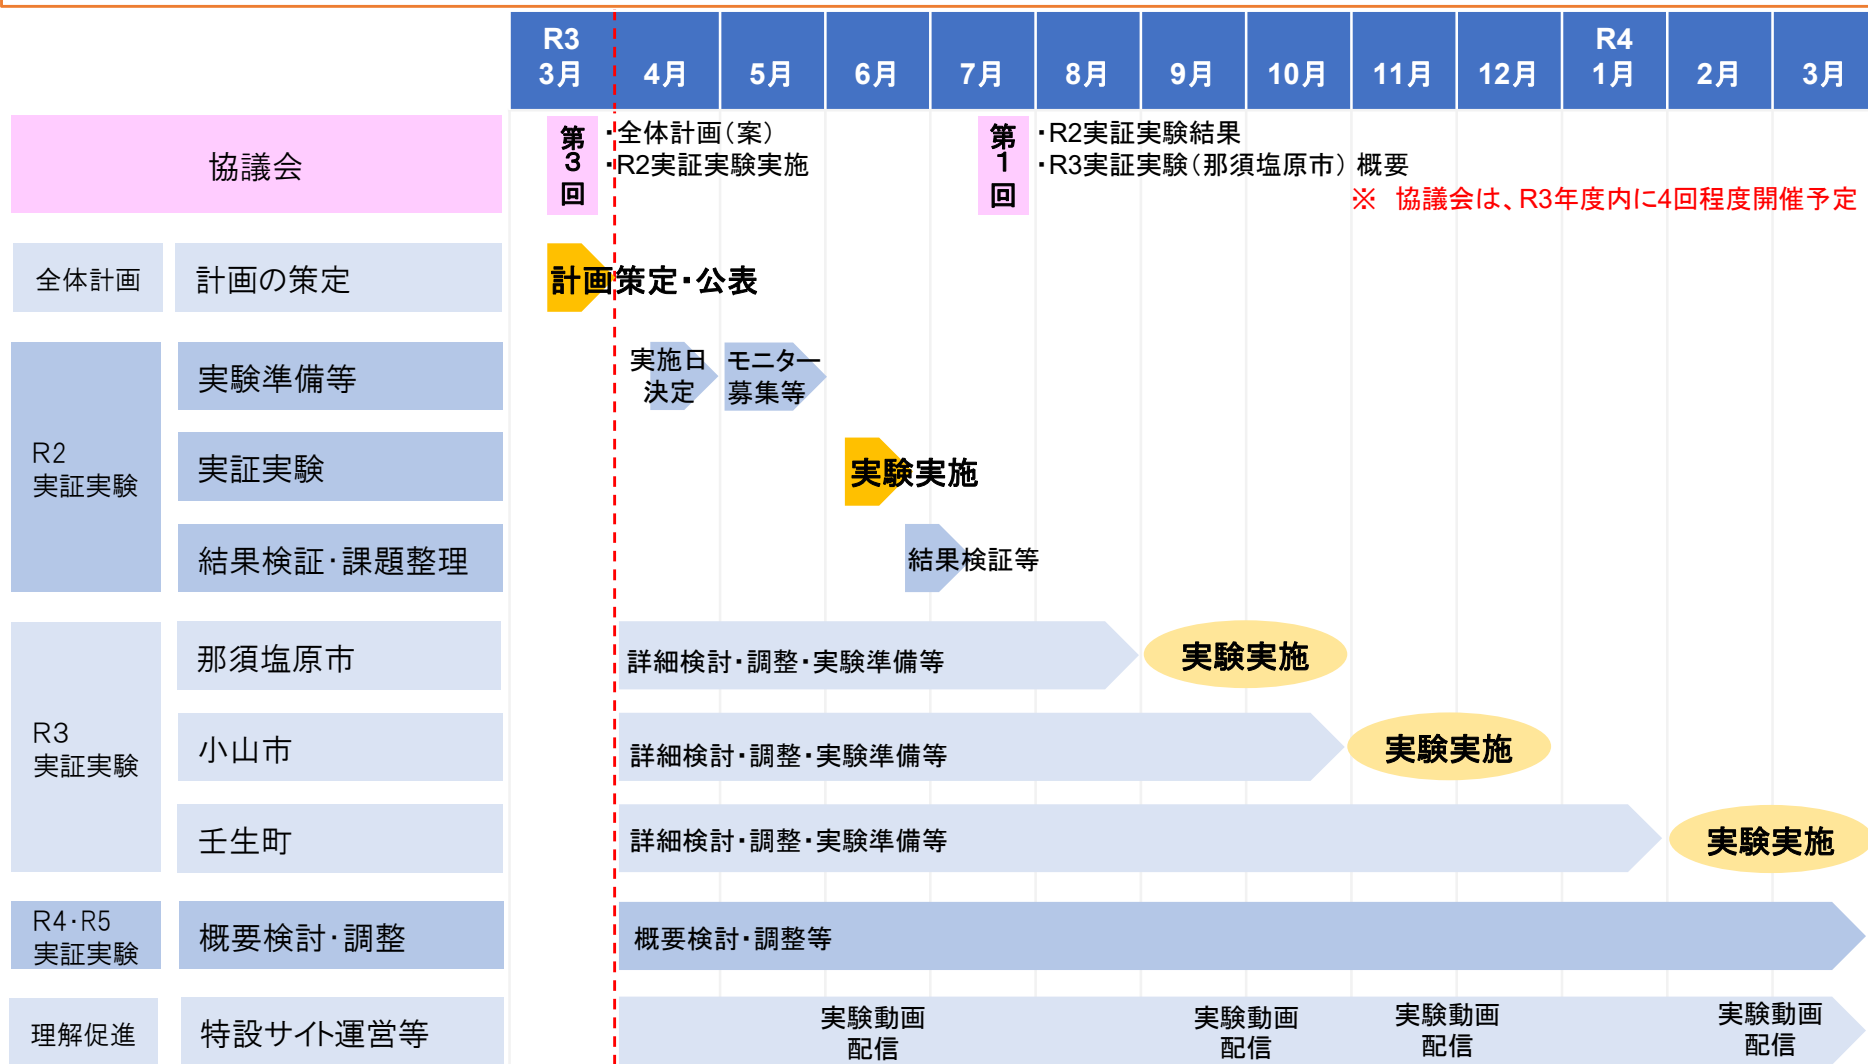 R3
3月
4月
5月
6月
7月
8月
9月
10月
11月
12月
R4
1月
2月
3月
協議会
第3回
・全体計画（案）
・R2実証実験実施
第1回
・R2実証実験結果
・R3実証実験（那須塩原市）概要
※　協議会は、R3年度内に4回程度開催予定
全体計画
計画の策定
計画策定・公表
R2
実証実験
実験準備等
実施日
決定
モニター
募集等
実証実験
実験実施
結果検証・課題整理
結果検証等
R3
実証実験
那須塩原市
詳細検討・調整・実験準備等
実験実施
小山市
詳細検討・調整・実験準備等
実験実施
壬生町
詳細検討・調整・実験準備等
実験実施
R4・R5
実証実験
概要検討・調整
概要検討・調整等
理解促進
特設サイト運営等
実験動画
配信
実験動画
配信
実験動画
配信
実験動画
配信